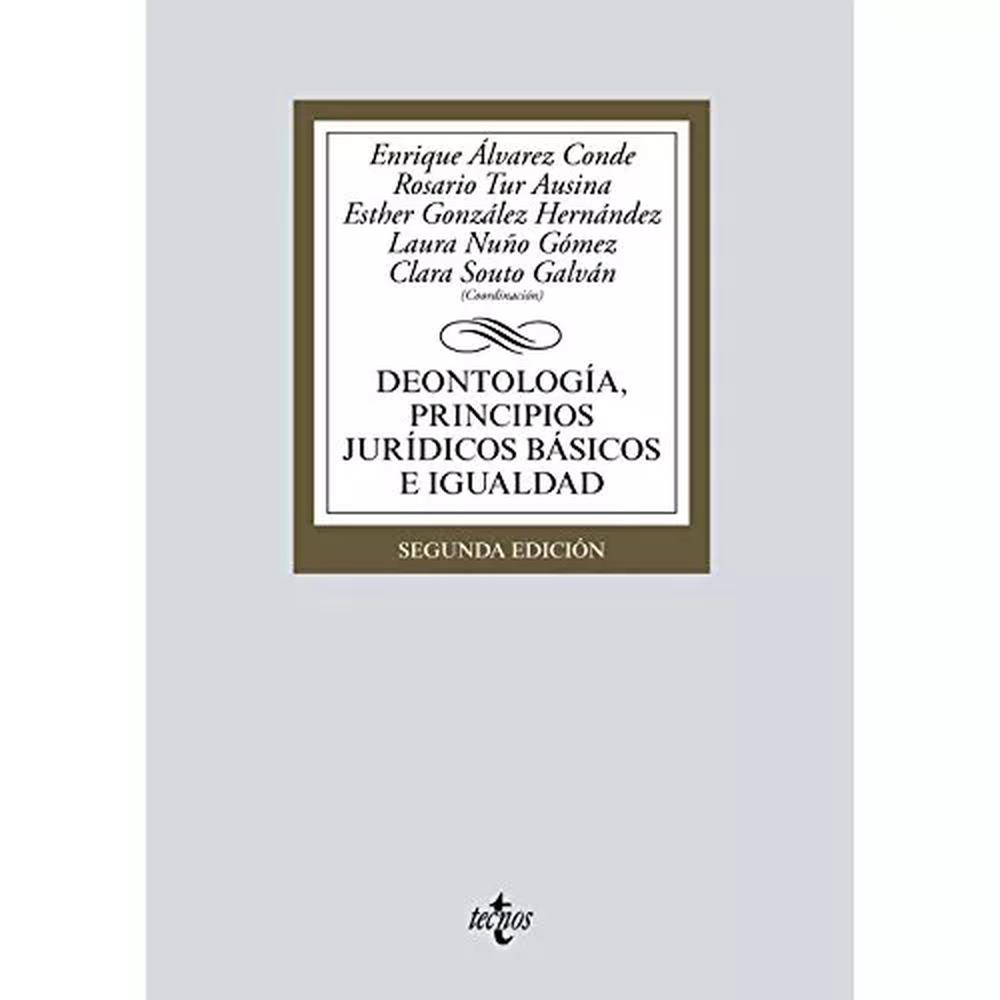 Enrique Álvarez Conde
Rosario Tur Ausina
Esther González Hernández
Laura Nuño Gómez
Clara Souto Galván
(Coordinación)
DEONTOLOGÍA,
PRINCIPIOS
JURÍDICOS BÁSICOS
E IGUALDAD
SEGUNDA EDICIÓN
tecnos